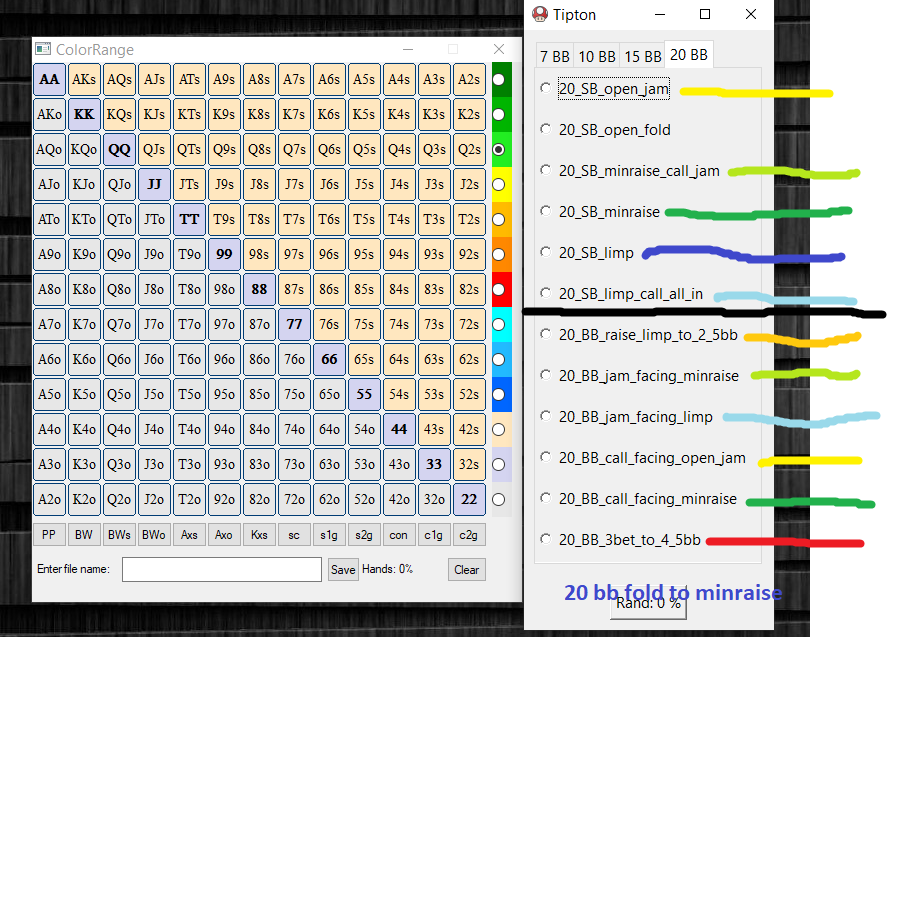 Tipton
ColorRange
7 BB 10 BB 15 BB 20 BB
AA AKs AQs AJs ATs A9s A8s A7s A6s A5s A4s A3s A2s
AKo KK KQs KJs KTs K9s K8s K7s K6s K5s K4s K3s K2s
AQo KQo QQ QJs QTs Q9s Q8s Q7s Q6s Q5s Q4s Q3s Q2s
AJo KJo QJo JJ JTs J9s J8s J7s J6s J5s J4s J3s J2s
ATo KTo QTo JTo TT T9s T8s T7s T6s T5s T4s T3s T2s
A9o K9o Q9o J9o T9o 99 98s 97s 96s 95s 94s 93s 92s
A8o K8o Q8o J8o T8o 98o 88 87s 86s 85s 84s 83s 82s
A7o K7o Q7o J7o T7o 97o 87o 77 76s 75s 74s 73s 72s
A6o K6o Q6o J6o T6o 96o 86o 76o 66 65s 64s 63s 62s
A5o K5o Q5o J5o T5o 95o 85o 75o 65o 55 54s 53s 52s
A4o K4o Q4o J4o T4o 94o 84o 74o 64o 54o 44 43s 42s
A3o K3o Q3o J3o T3o 93o 83o 73o 63o 53o 43o 33 32s
A2o K2o Q2o J2o T2o 92o 82o 72o 62o 52o 42o 32o 22
PP BW BWs BWo Axs Axo Kxs sc s1g s2g con c1g c2g
Enter file name: Save Hands: 0% Clear
20_SB_open_jam
20_SB_open_fold
20_SB_minraise_call_jam
20_SB_minraise
20_SB_limp
20_SB_limp_call_all_in
20_BB_raise_limp_to_2_5bb
20_BB_jam_facing_minraise
20_BB_jam_facing_limp
20_BB_call_facing_open_jam
20_BB_call_facing_minraise
20_BB_3bet_to_4_5bb
20 bb fold to minraise
Rand: 0 %